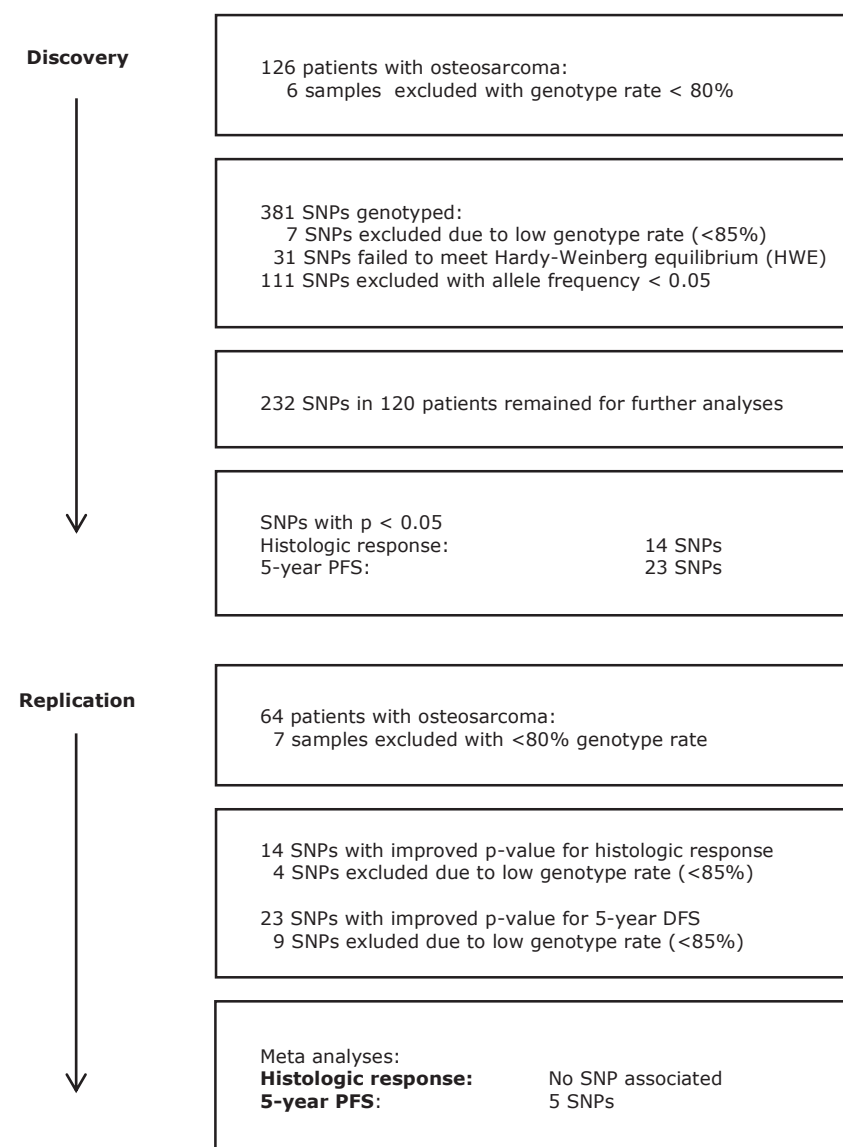 Discovery
126 patients with osteosarcoma:
6 samples excluded with genotype rate < 80%
381 SNPs genotyped:
7 SNPs excluded due to low genotype rate (<85%)
31 SNPs failed to meet Hardy-Weinberg equilibrium (HWE)
111 SNPs excluded with allele frequency < 0.05
232 SNPs in 120 patients remained for further analyses
SNPs with p < 0.05
Histologic response: 14 SNPs
5-year PFS: 23 SNPs
Replication
64 patients with osteosarcoma:
7 samples excluded with <80% genotype rate
14 SNPs with improved p-value for histologic response
4 SNPs excluded due to low genotype rate (<85%)
23 SNPs with improved p-value for 5-year DFS
9 SNPs exluded due to low genotype rate (<85%)
Meta analyses:
Histologic response: No SNP associated
5-year PFS: 5 SNPs